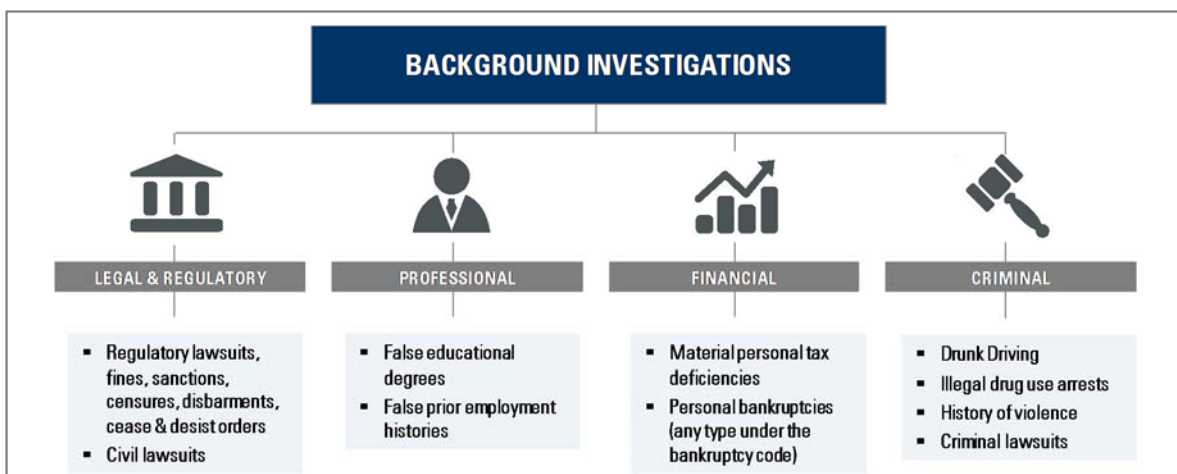 BACKGROUND INVESTIGATIONS
LEGAL & REGULATORY
▪ Regulatory lawsuits,
fines, sanctions,
censures, disbarments,
cease & desist orders
▪ Civil lawsuits
PROFESSIONAL
▪ False educational
degrees
▪ False prior employment
histories
FINANCIAL
▪ Material personal tax
deficiencies
▪ Personal bankruptcies
(any type under the
bankruptcy code)
CRIMINAL
▪ Drunk Driving
▪ Illegal drug use arrests
▪ History of violence
▪ Criminal lawsuits